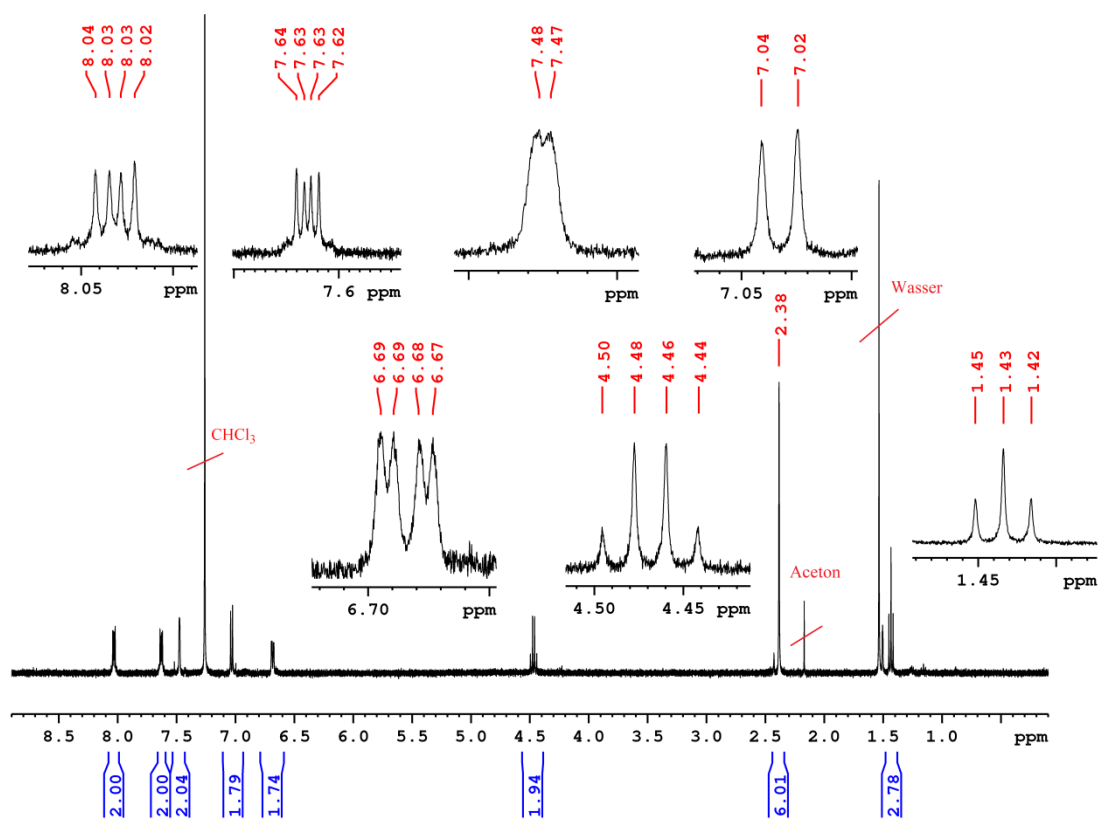 8.04
8.03
8.03
8.02
7.64
7.63
7.63
7.62
7.48
7.47
7.04
7.02
8.05 ppm
7.6 ppm
ppm
7.05 ppm
Wasser
2.38
6.69
6.69
6.68
6.67
4.50
4.48
4.46
4.44
1.45
1.43
1.42
CHCl₃
Aceton
6.70 ppm
4.50 4.45 ppm
1.45 ppm
8.5 8.0 7.5 7.0 6.5 6.0 5.5 5.0 4.5 4.0 3.5 3.0 2.5 2.0 1.5 1.0 ppm
2.00
2.00
2.04
1.79
1.74
1.94
6.01
2.78